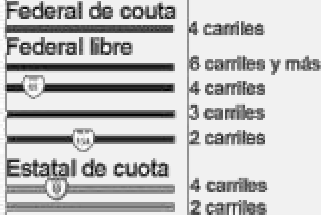 Federal de couta
4 carriles
Federal libre
6 carriles y más
4 carriles
3 carriles
2 carriles
Estatal de cuota
4 carriles
2 carriles